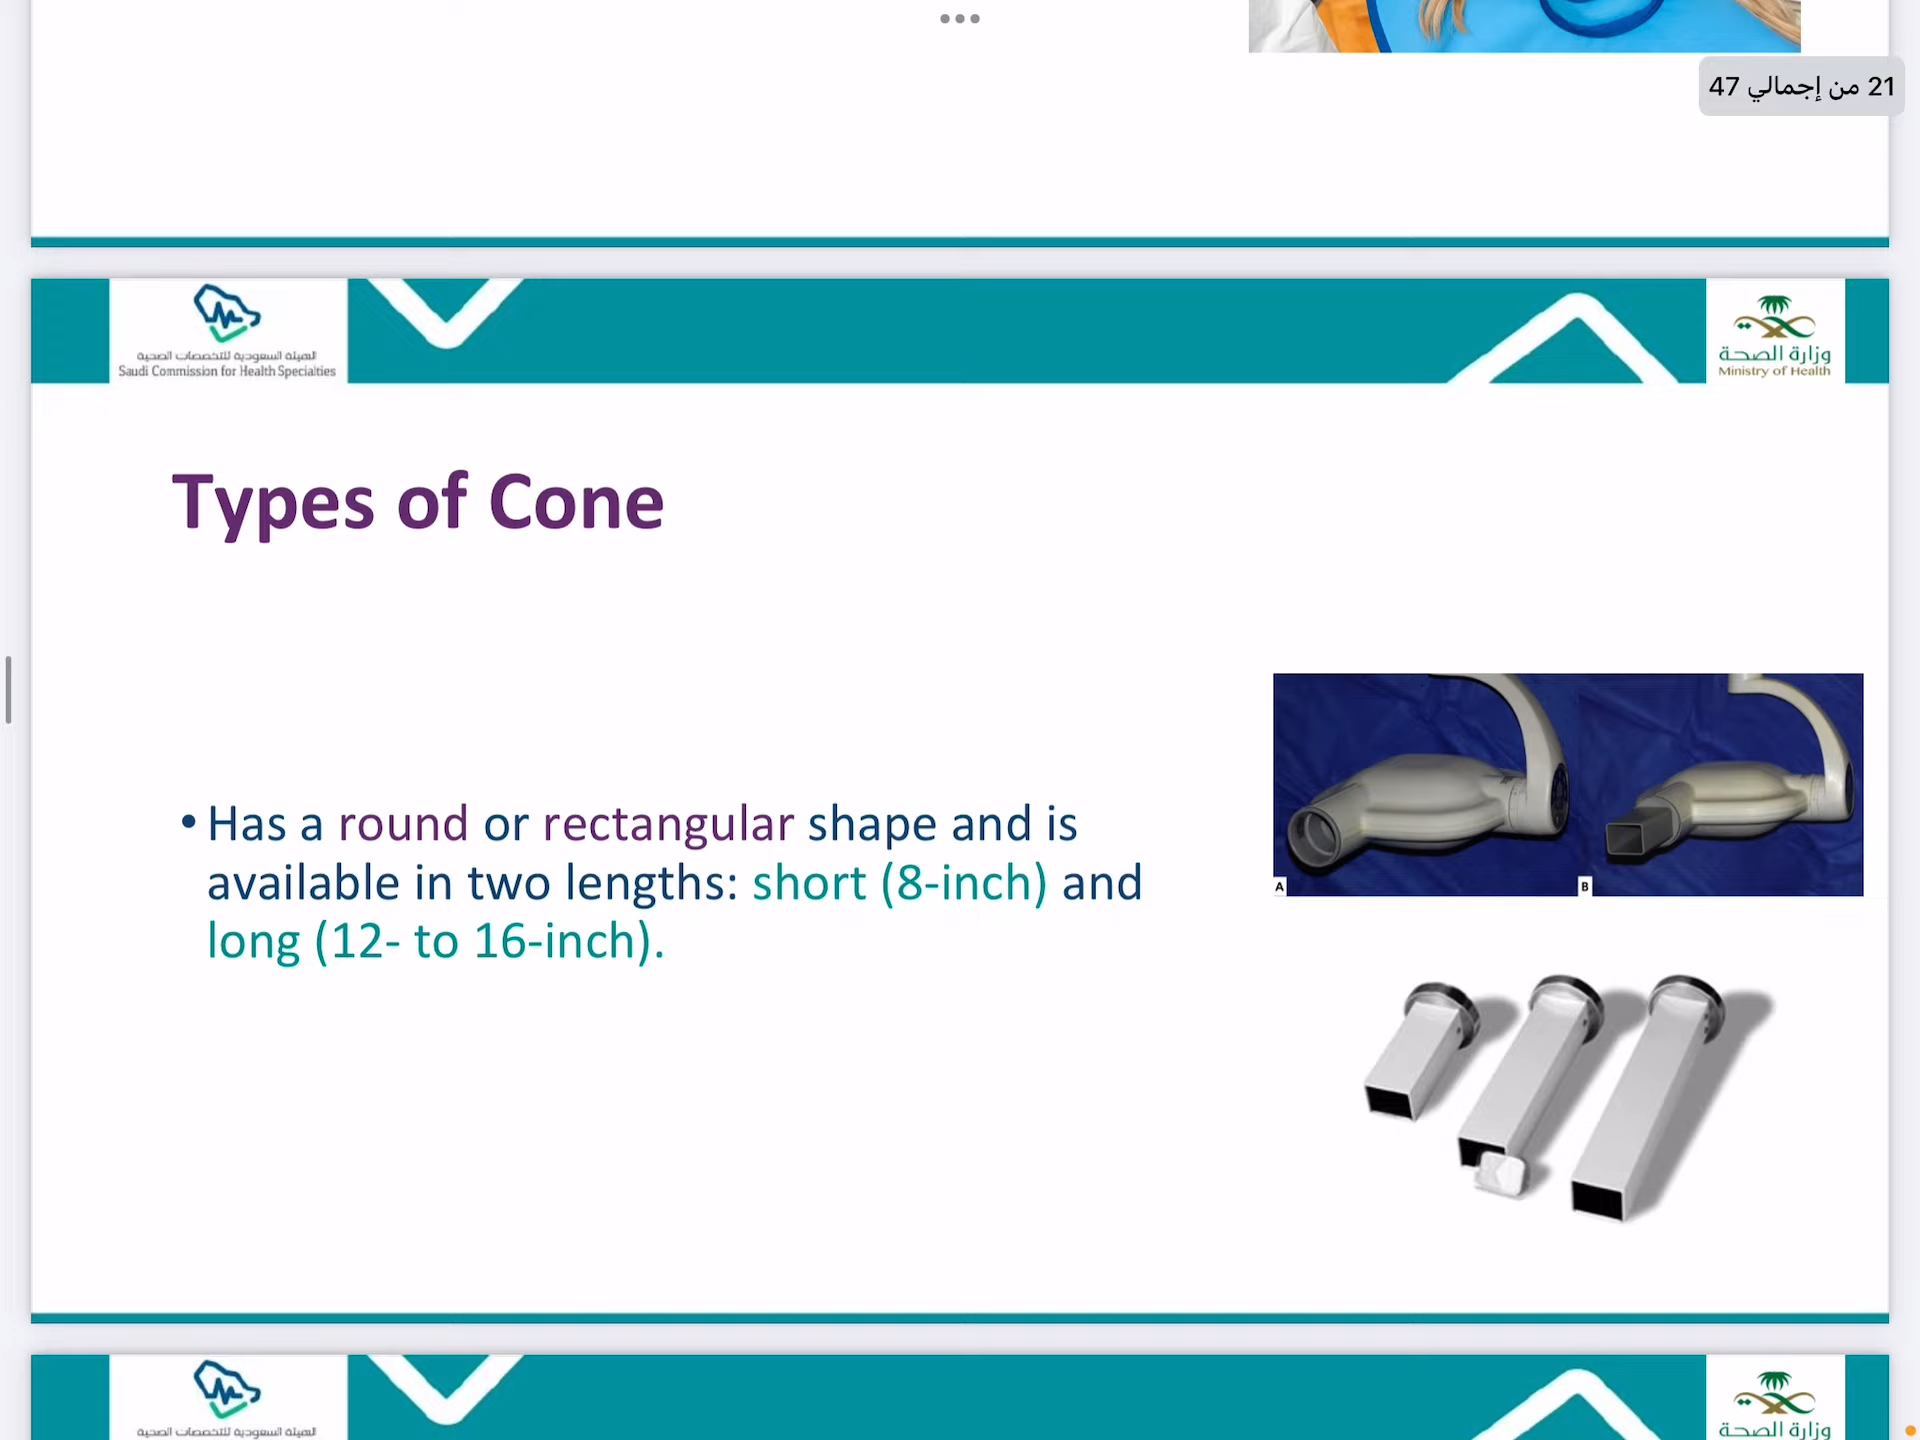 21 من إجمالي 47
الهيئة السعودية للتخصصات الصحية
Saudi Commission for Health Specialties
وزارة الصحة
Ministry of Health
Types of Cone
• Has a round or rectangular shape and is
available in two lengths: short (8-inch) and
long (12- to 16-inch).
A
B
الهيئة السعودية للتخصصات الصحية
وزارة الصحة